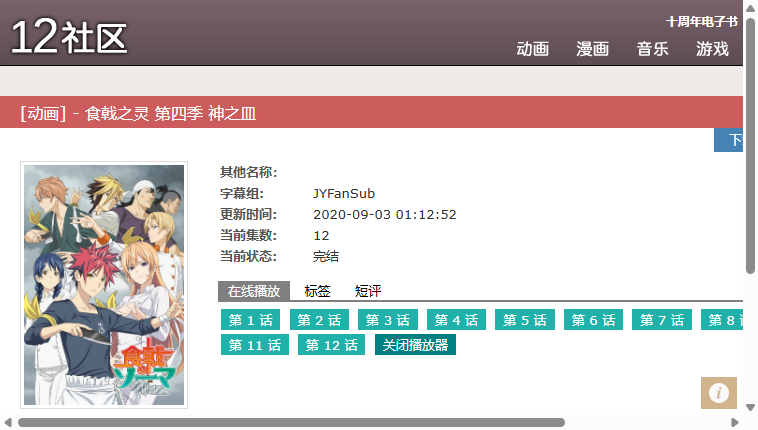 十周年电子书
12社区
动画 漫画 音乐 游戏
[动画] - 食戟之灵 第四季 神之皿
其他名称:
字幕组: JYFanSub
更新时间: 2020-09-03 01:12:52
当前集数: 12
当前状态: 完结
在线播放 标签 短评
第 1 话 第 2 话 第 3 话 第 4 话 第 5 话 第 6 话 第 7 话 第 8
第 11 话 第 12 话 关闭播放器
食戟
ソーマ
i